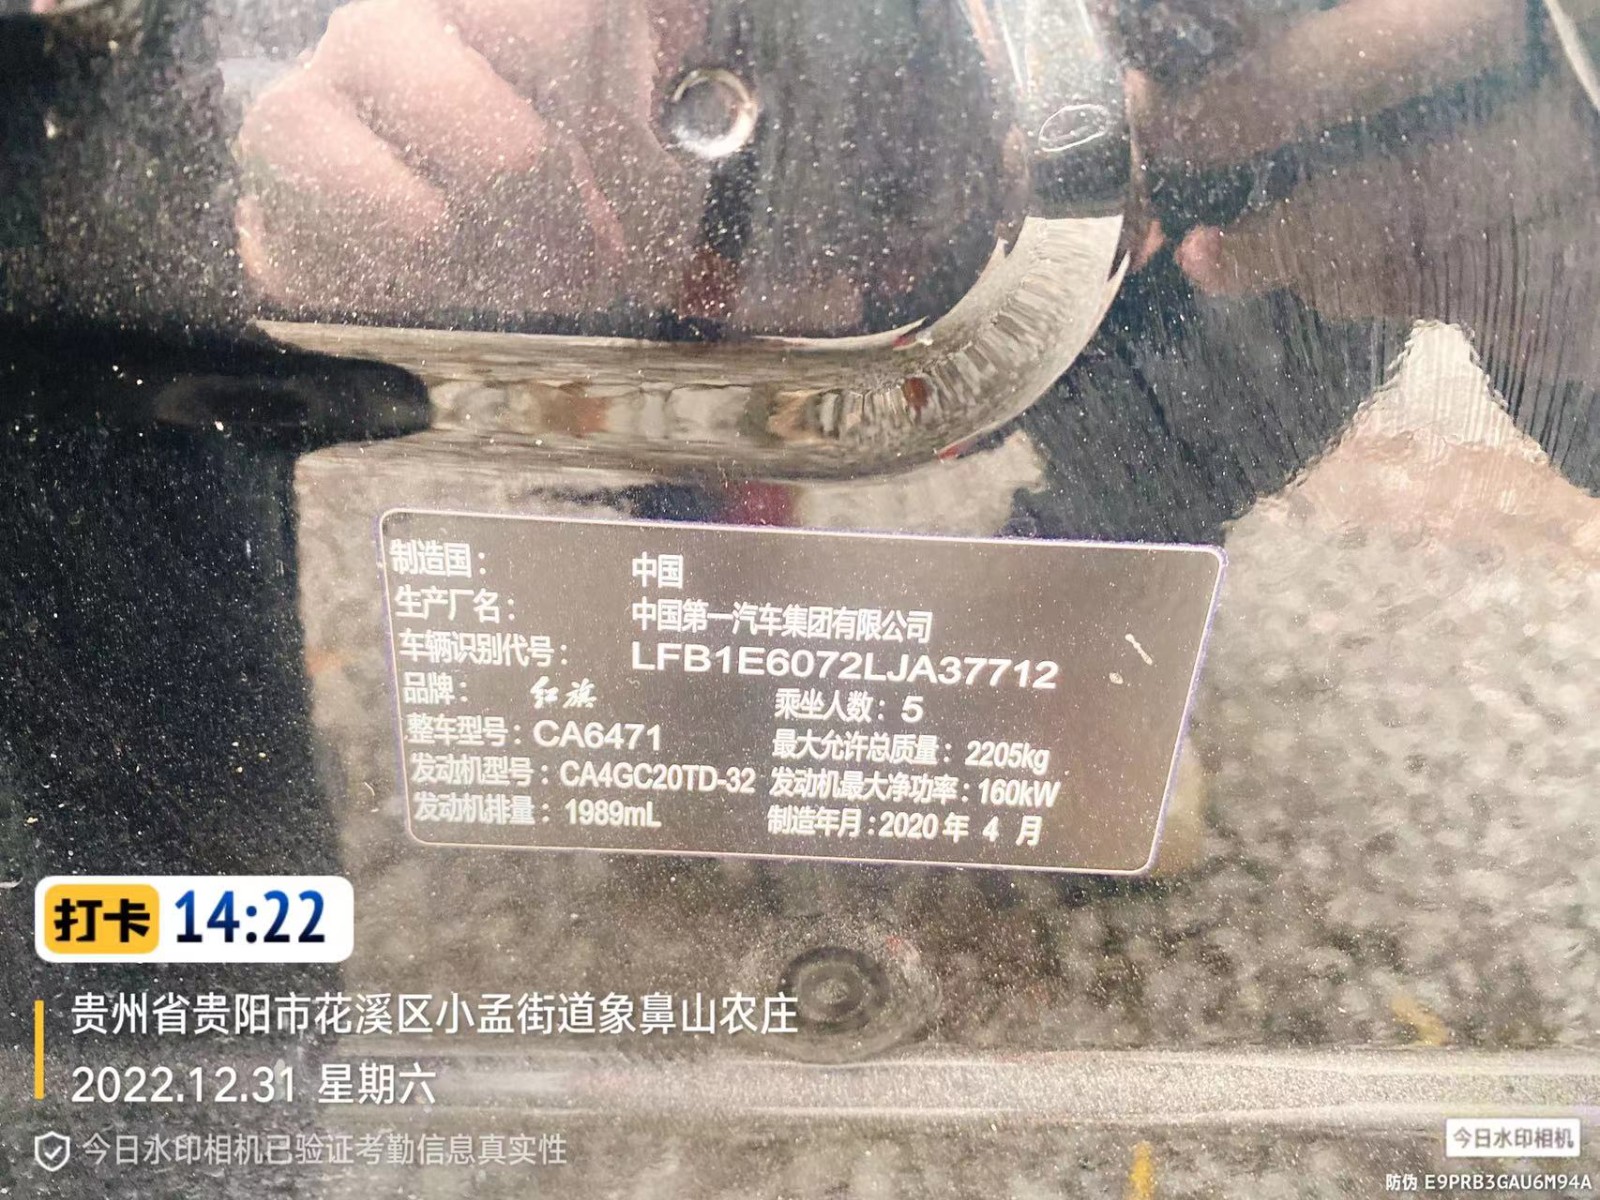 制造国： 中国
生产厂名： 中国第一汽车集团有限公司
车辆识别代号： LFB1E6072LJA37712
品牌： 红旗 乘坐人数：5
整车型号：CA6471 最大允许总质量：2205kg
发动机型号：CA4GC20TD-32 发动机最大净功率：160kW
发动机排量：1989mL 制造年月：2020年 4 月
打卡 14:22
贵州省贵阳市花溪区小孟街道象鼻山农庄
2022.12.31 星期六
今日水印相机已验证考勤信息真实性
今日水印相机
防伪 E9PRB3GAU6M94A